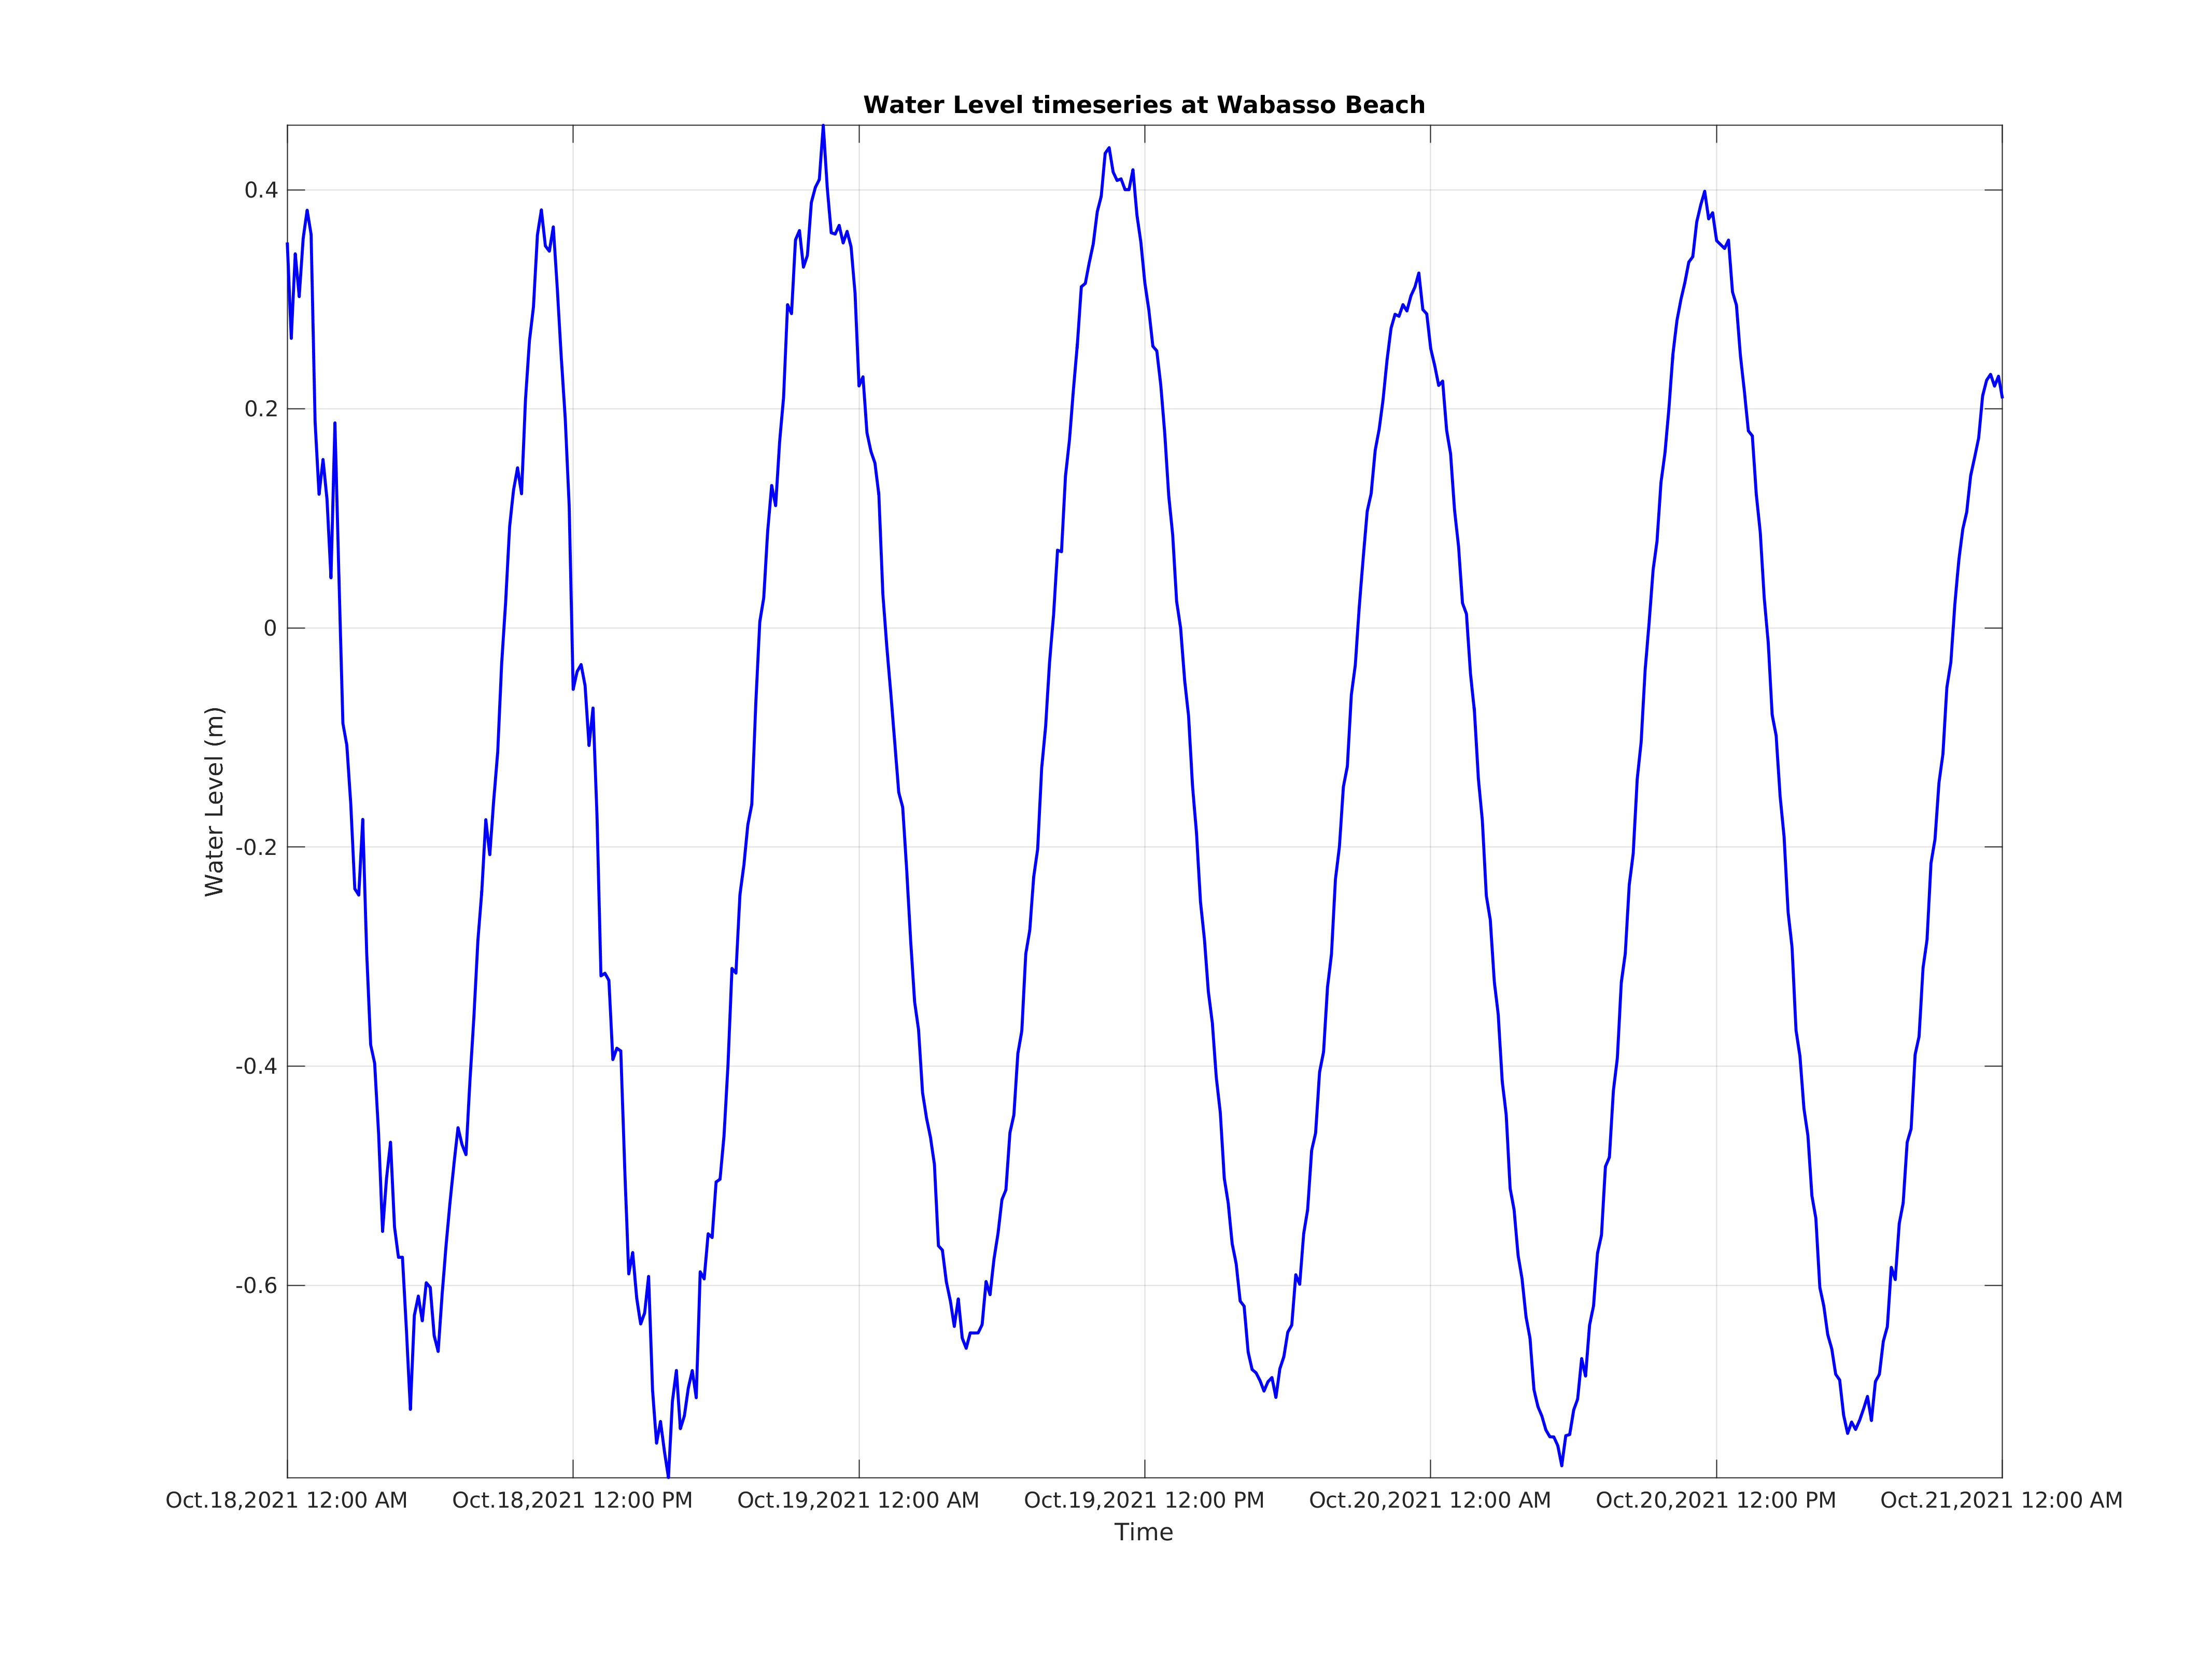 Water Level timeseries at Wabasso Beach
0.4
0.2
0
-0.2
-0.4
-0.6
Water Level (m)
Oct.18,2021 12:00 AM
Oct.18,2021 12:00 PM
Oct.19,2021 12:00 AM
Oct.19,2021 12:00 PM
Oct.20,2021 12:00 AM
Oct.20,2021 12:00 PM
Oct.21,2021 12:00 AM
Time